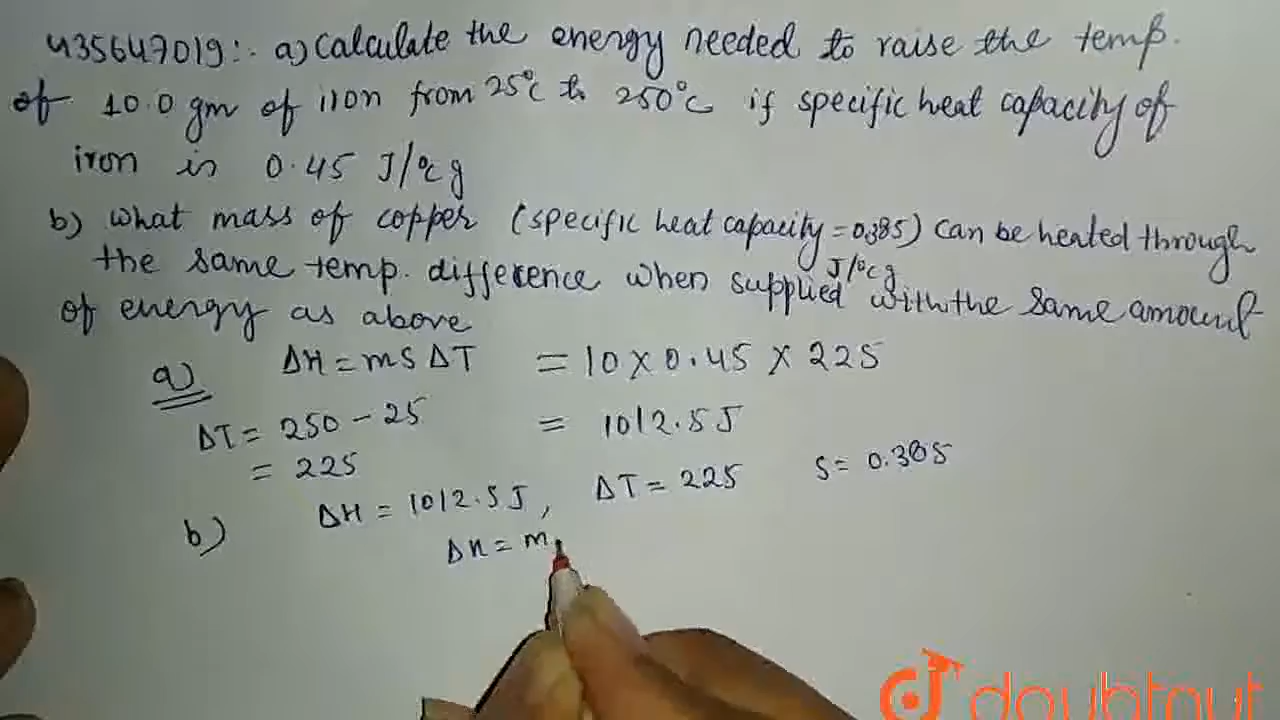 435647019:. a) Calculate the energy needed to raise the temp.
of 10.0 gm of iron from 25°c to 250°c if specific heat capacity of
iron is 0.45 J/°c g
b) what mass of copper (specific heat capacity = 0.385) can be heated through
J/°c g
the same temp. difference when supplied with the same amount
of energy as above
a) ΔH = mSΔT = 10 × 0.45 × 225
ΔT = 250 - 25 = 1012.5 J
= 225
b) ΔH = 1012.5 J, ΔT = 225 S = 0.385
ΔH = m
doubtnut